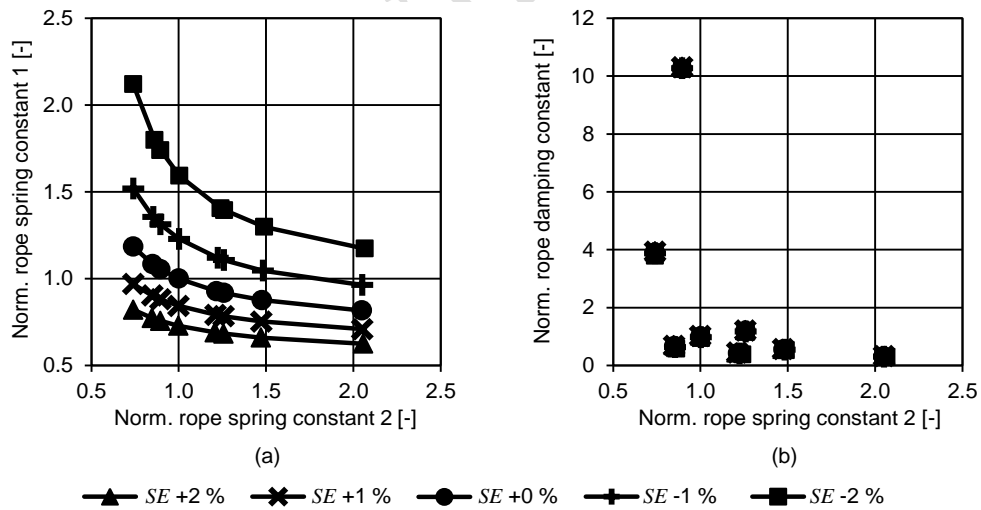 2.5
2.0
1.5
1.0
0.5
0.5 1.0 1.5 2.0 2.5
Norm. rope spring constant 1 [-]
Norm. rope spring constant 2 [-]
(a)
12
10
8
6
4
2
0
0.5 1.0 1.5 2.0 2.5
Norm. rope damping constant [-]
Norm. rope spring constant 2 [-]
(b)
SE +2 % SE +1 % SE +0 % SE -1 % SE -2 %